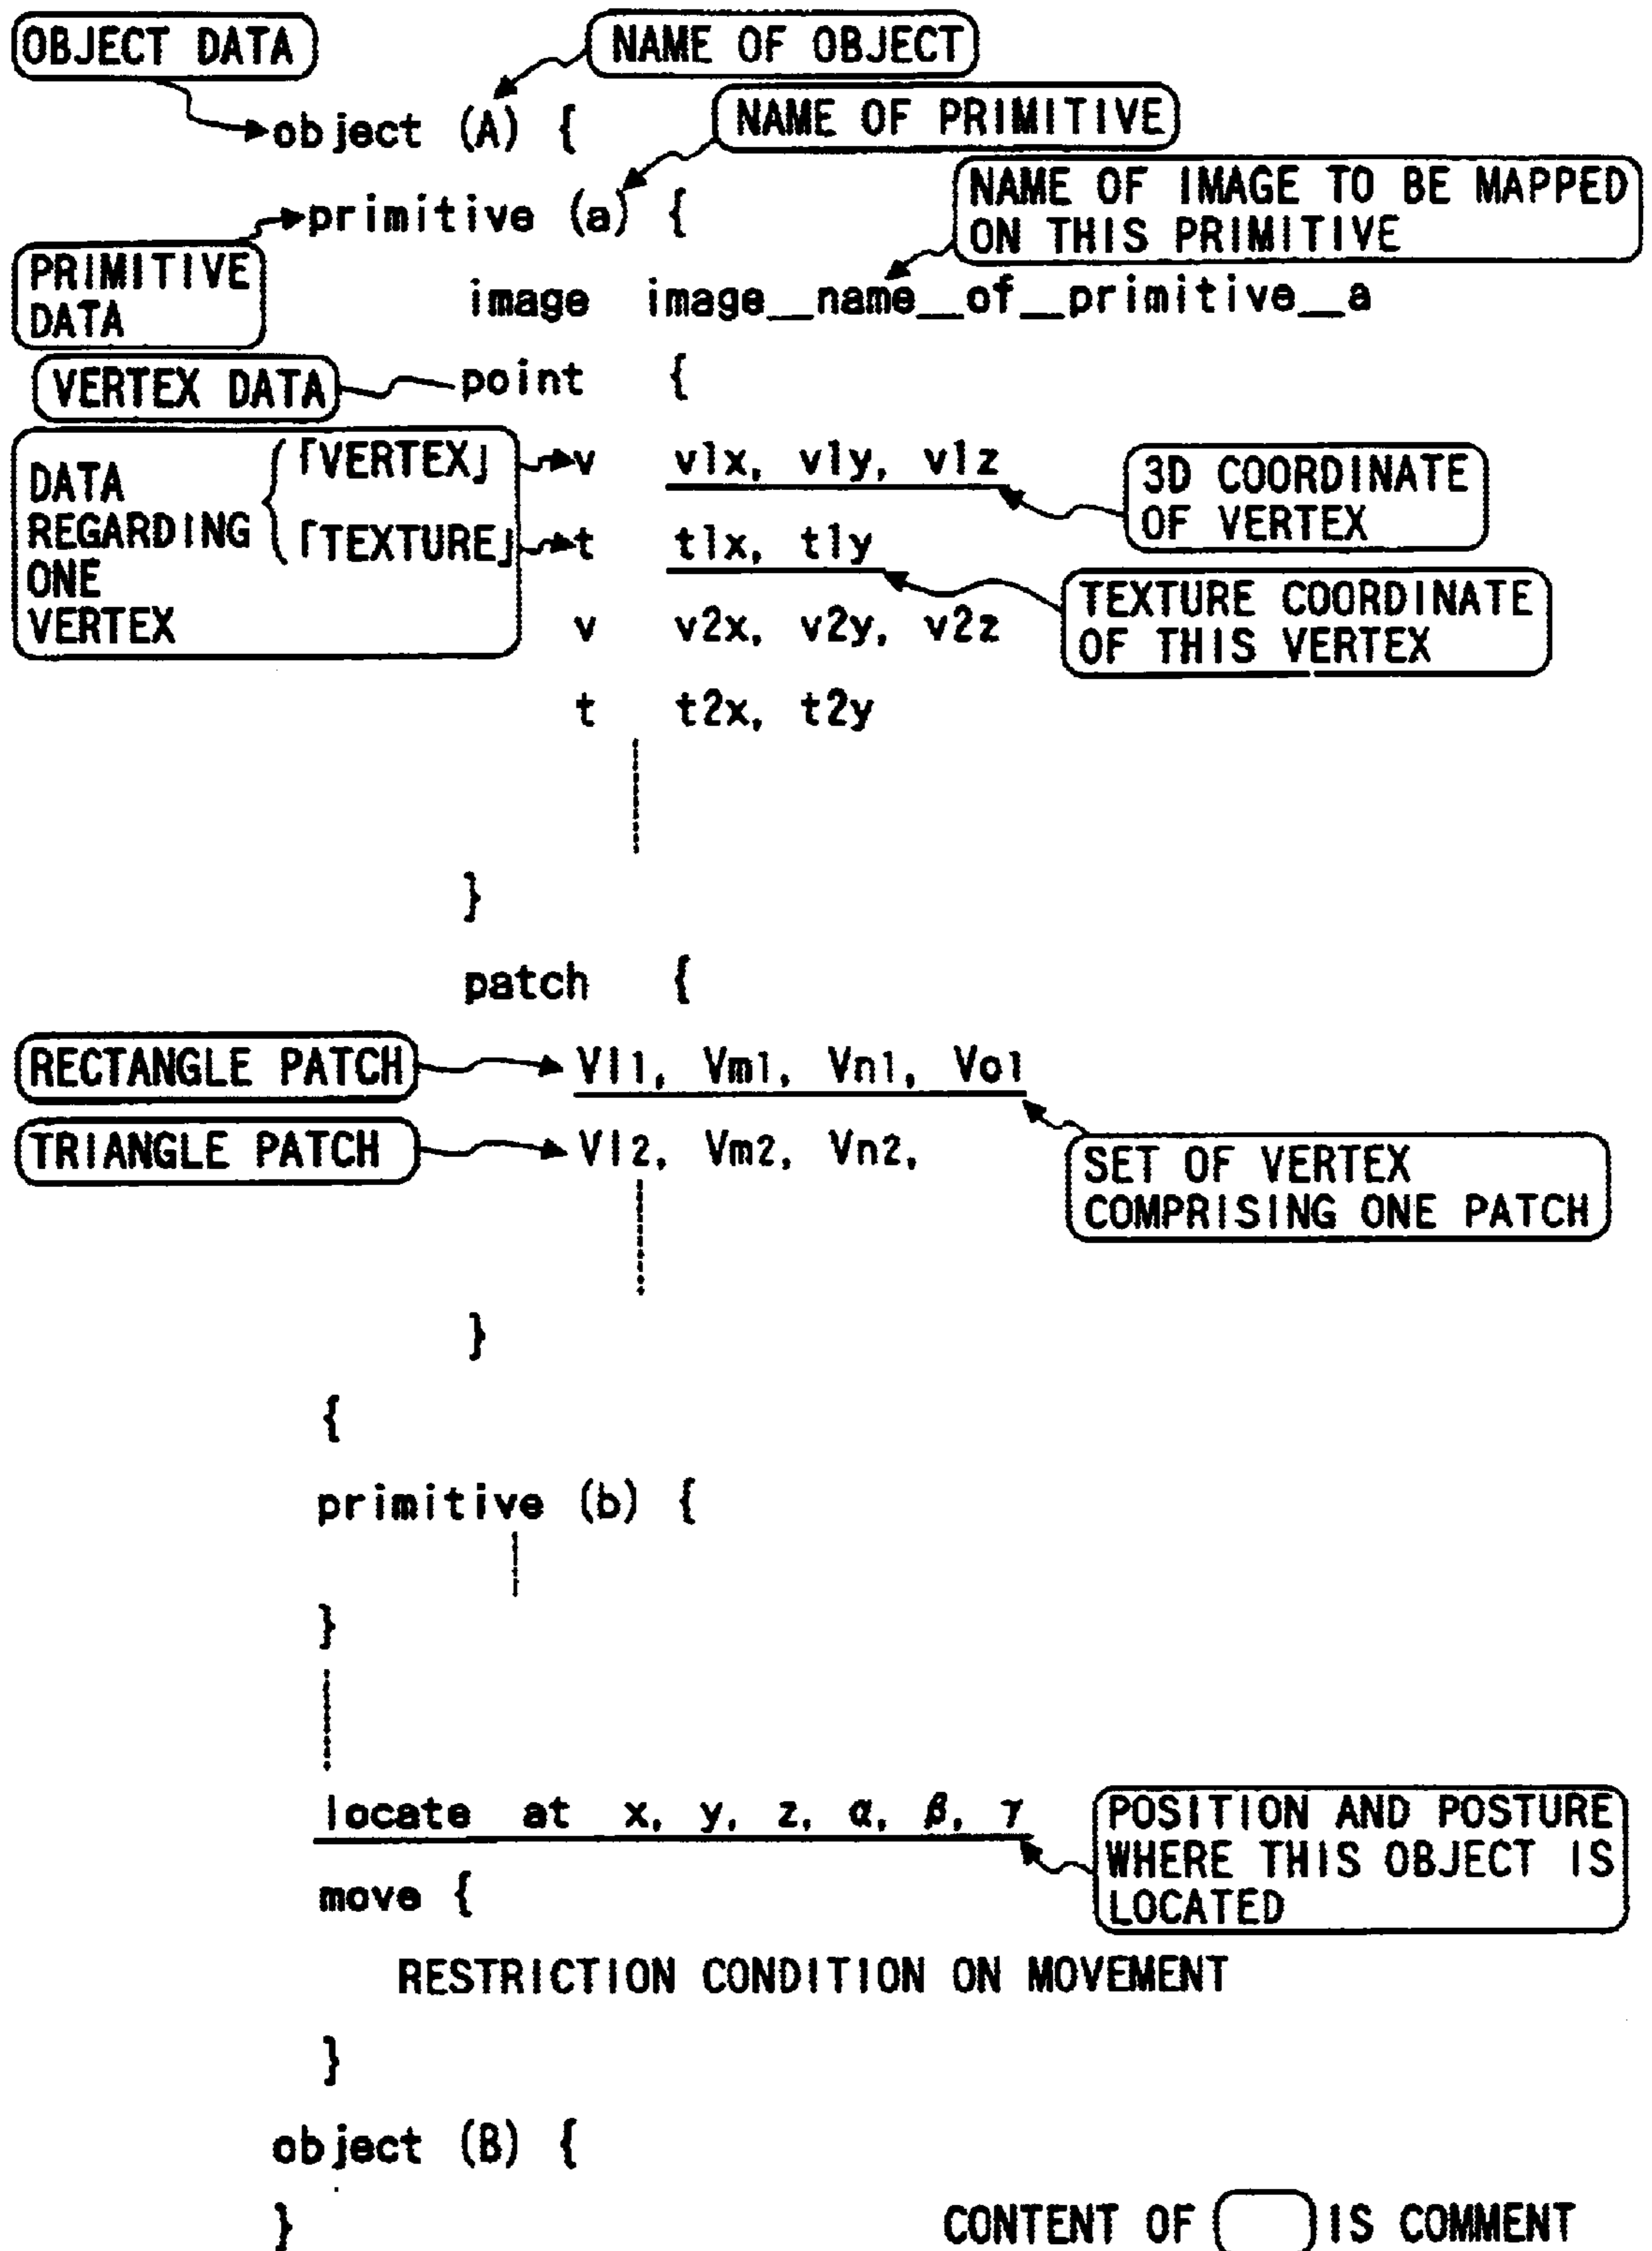 OBJECT DATA
NAME OF OBJECT
object (A) {
NAME OF PRIMITIVE
primitive (a) {
NAME OF IMAGE TO BE MAPPED
ON THIS PRIMITIVE
PRIMITIVE
DATA
image image_name_of_primitive_a
VERTEX DATA
point {
DATA
REGARDING
ONE
VERTEX
「VERTEX」
「TEXTURE」
v v1x, v1y, v1z
3D COORDINATE
OF VERTEX
t t1x, t1y
TEXTURE COORDINATE
OF THIS VERTEX
v v2x, v2y, v2z
t t2x, t2y
}
patch {
RECTANGLE PATCH
Vl1, Vm1, Vn1, Vo1
TRIANGLE PATCH
Vl2, Vm2, Vn2,
SET OF VERTEX
COMPRISING ONE PATCH
}
{
primitive (b) {
}
locate at x, y, z, α, β, γ
POSITION AND POSTURE
WHERE THIS OBJECT IS
LOCATED
move {
RESTRICTION CONDITION ON MOVEMENT
}
object (B) {
}
CONTENT OF IS COMMENT